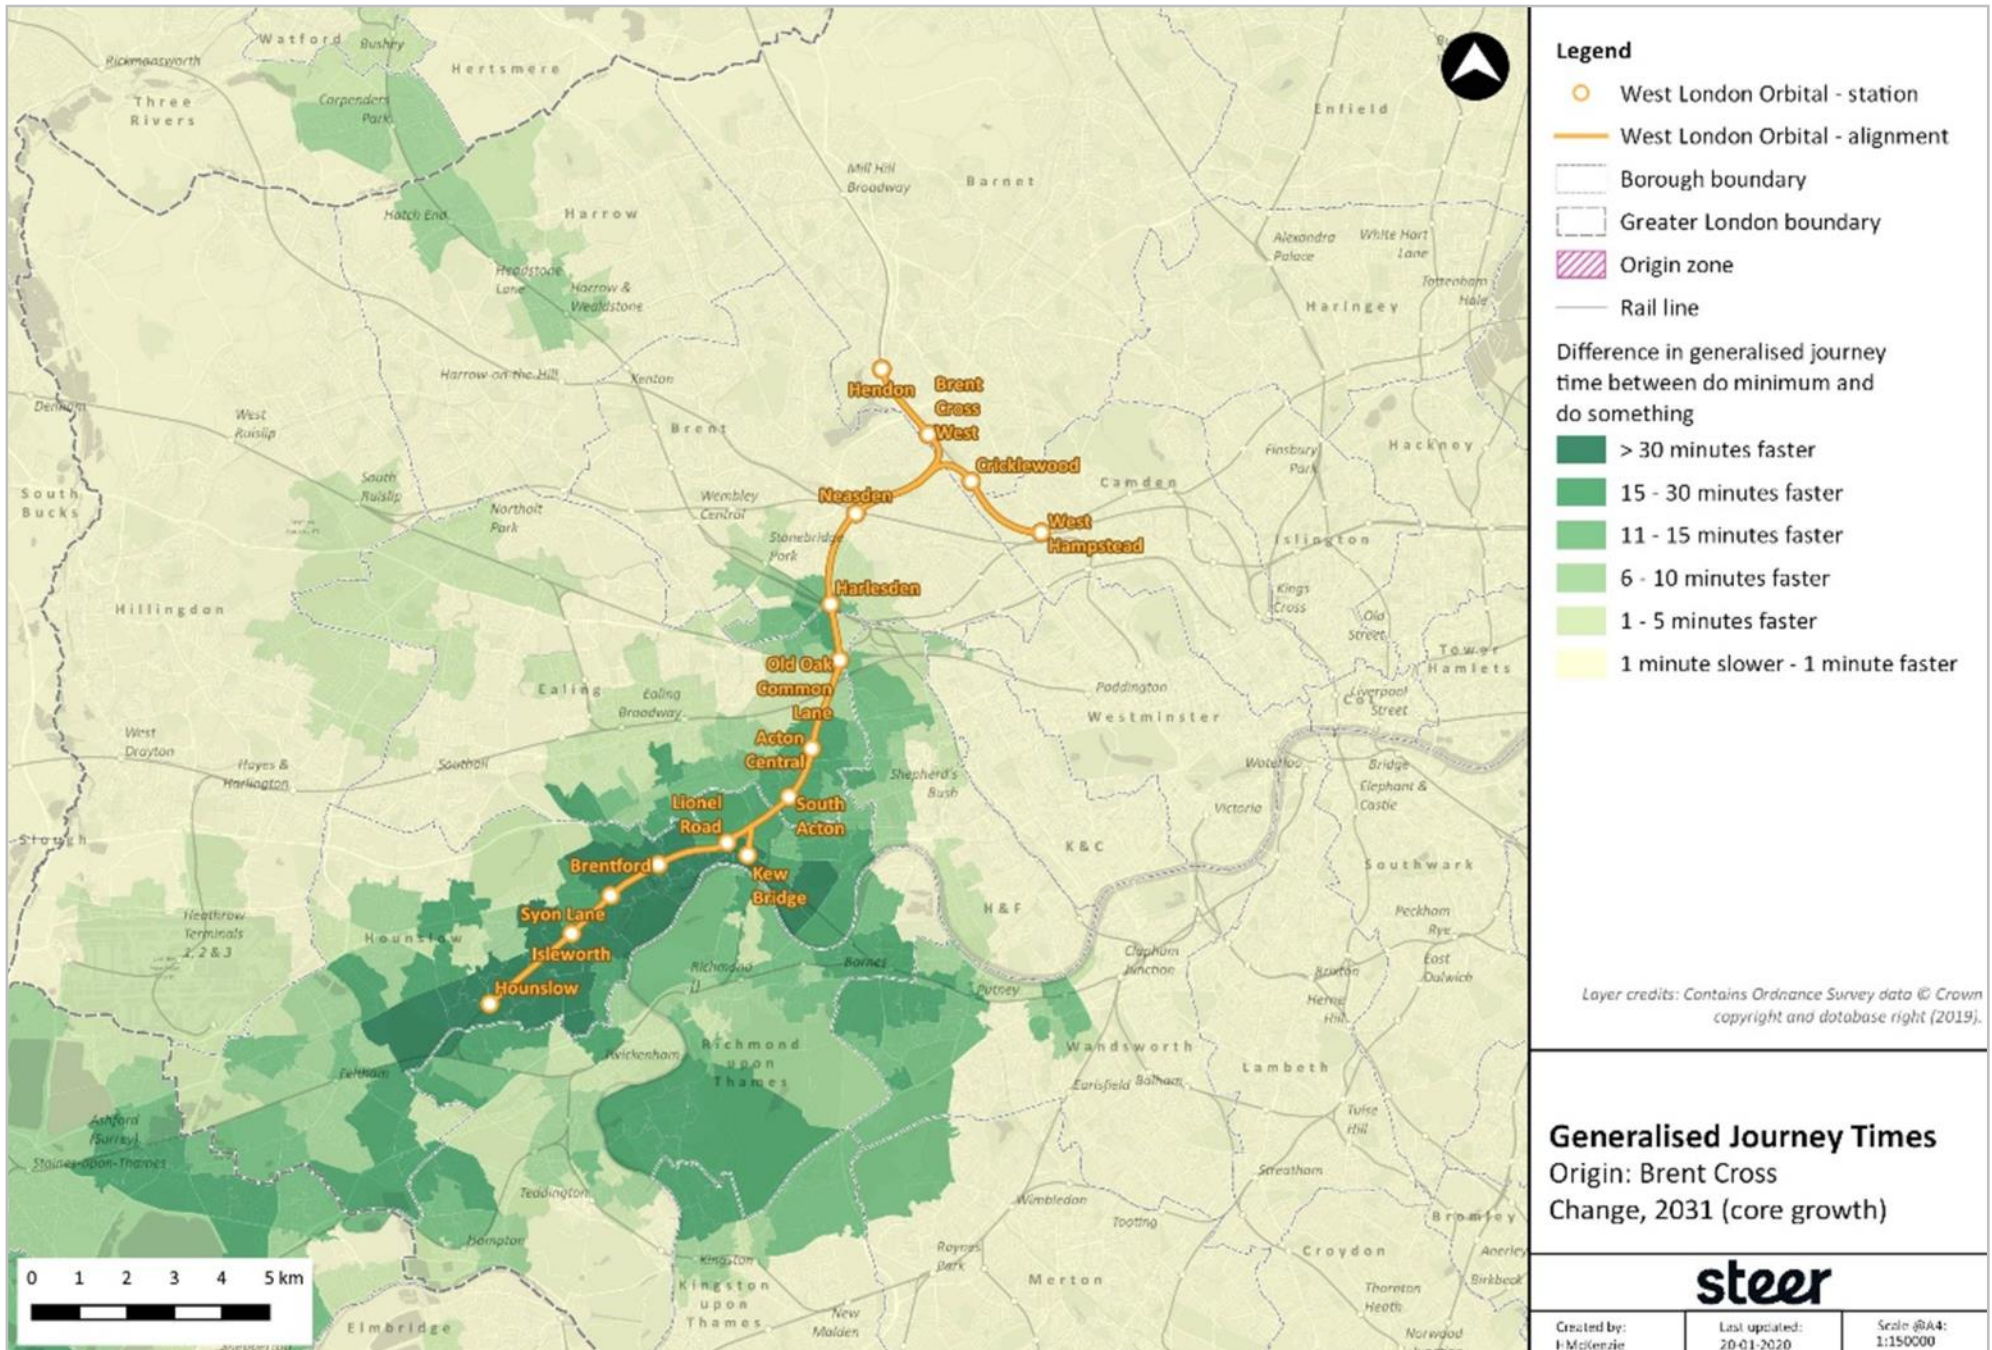 Watford
Bushey
Rickmansworth
Hertsmere
Three
Rivers
Carpenders
Park
Enfield
Mill Hill
Broadway
Barnet
Hatch End
Harrow
Alexandra
Palace
White Hart
Lane
Headstone
Lane
Harrow &
Wealdstone
Tottenham
Hale
Haringey
Harrow-on-the-Hill
Kenton
Hendon
Brent
Cross
West
Denham
West
Ruislip
Brent
Finsbury
Park
Hackney
Cricklewood
South
Bucks
South
Ruislip
Northolt
Park
Wembley
Central
Neasden
Camden
West
Hampstead
Stonebridge
Park
Islington
Harlesden
Kings
Cross
Hillingdon
Old
Street
Tower
Hamlets
Old Oak
Common
Lane
Ealing
Ealing
Broadway
Paddington
Westminster
Liverpool
Street
West
Drayton
Acton
Central
Hayes &
Harlington
Southall
Shepherd's
Bush
Waterloo
Bridge
Elephant &
Castle
Victoria
Lionel
Road
South
Acton
Slough
K&C
Southwark
Brentford
Kew
Bridge
Syon Lane
Heathrow
Terminals
1, 2 & 3
Hounslow
Isleworth
H&F
Peckham
Rye
Clapham
Junction
East
Dulwich
Richmond
Barnes
Brixton
Hounslow
Putney
Herne
Hill
Twickenham
Richmond
upon
Thames
Wandsworth
Feltham
Earlsfield
Balham
Lambeth
Ashford
(Surrey)
Tulse
Hill
Staines-upon-Thames
Teddington
Streatham
Wimbledon
Tooting
Bromley
Hampton
Raynes
Park
Croydon
Anerley
Kingston
Kingston
upon
Thames
Merton
Birkbeck
Thornton
Heath
New
Malden
Elmbridge
Norwood
0 1 2 3 4 5 km
Legend
West London Orbital - station
West London Orbital - alignment
Borough boundary
Greater London boundary
Origin zone
Rail line
Difference in generalised journey
time between do minimum and
do something
> 30 minutes faster
15 - 30 minutes faster
11 - 15 minutes faster
6 - 10 minutes faster
1 - 5 minutes faster
1 minute slower - 1 minute faster
Layer credits: Contains Ordnance Survey data © Crown
copyright and database right (2019).
Generalised Journey Times
Origin: Brent Cross
Change, 2031 (core growth)
steer
Created by:
HMcKenzie
Last updated:
20-01-2020
Scale @A4:
1:150000